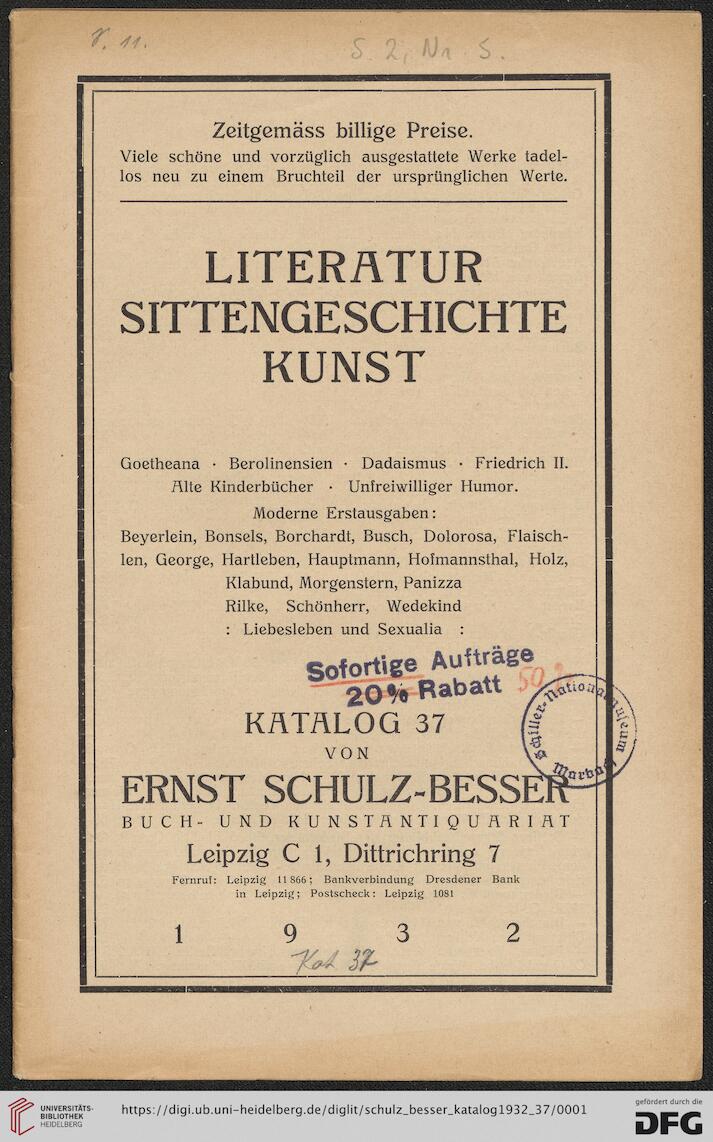 V. 11.
S. 2, Nr. 5.
Zeitgemäss billige Preise.
Viele schöne und vorzüglich ausgestattete Werke tadel-
los neu zu einem Bruchteil der ursprünglichen Werte.
LITERATUR
SITTENGESCHICHTE
KUNST
Goetheana · Berolinensien · Dadaismus · Friedrich II.
Alte Kinderbücher · Unfreiwilliger Humor.
Moderne Erstausgaben:
Beyerlein, Bonsels, Borchardt, Busch, Dolorosa, Flaisch-
len, George, Hartleben, Hauptmann, Hofmannsthal, Holz,
Klabund, Morgenstern, Panizza
Rilke, Schönherr, Wedekind
: Liebesleben und Sexualia :
Sofortige Aufträge
20% Rabatt
50%
Schiller-Nationalmuseum
Marbach
KATALOG 37
VON
ERNST SCHULZ-BESSER
BUCH- UND KUNSTANTIQUARIAT
Leipzig C 1, Dittrichring 7
Fernruf: Leipzig 11866; Bankverbindung Dresdener Bank
in Leipzig; Postscheck: Leipzig 1081
1 9 3 2
Kat 37
UNIVERSITÄTS-
BIBLIOTHEK
HEIDELBERG
https://digi.ub.uni-heidelberg.de/diglit/schulz_besser_katalog1932_37/0001
gefördert durch die
DFG